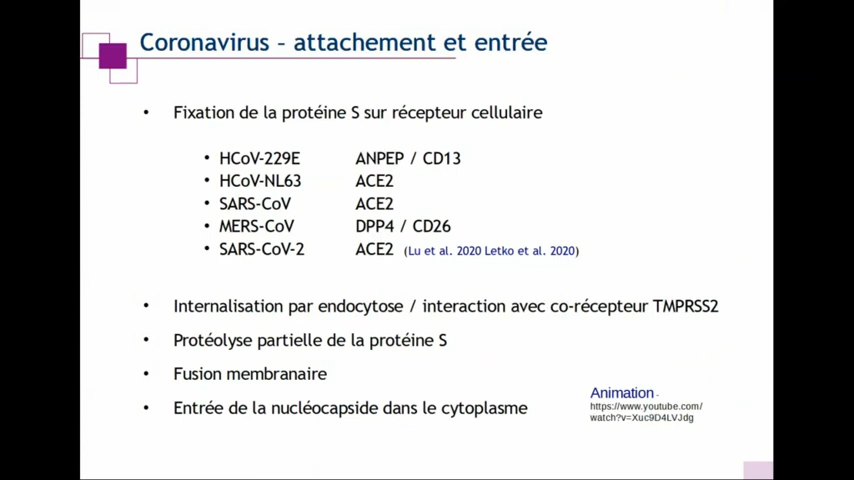 Coronavirus – attachement et entrée
• Fixation de la protéine S sur récepteur cellulaire
• HCoV-229E ANPEP / CD13
• HCoV-NL63 ACE2
• SARS-CoV ACE2
• MERS-CoV DPP4 / CD26
• SARS-CoV-2 ACE2 (Lu et al. 2020 Letko et al. 2020)
• Internalisation par endocytose / interaction avec co-récepteur TMPRSS2
• Protéolyse partielle de la protéine S
• Fusion membranaire
• Entrée de la nucléocapside dans le cytoplasme
Animation -
https://www.youtube.com/
watch?v=Xuc9D4LVJdg